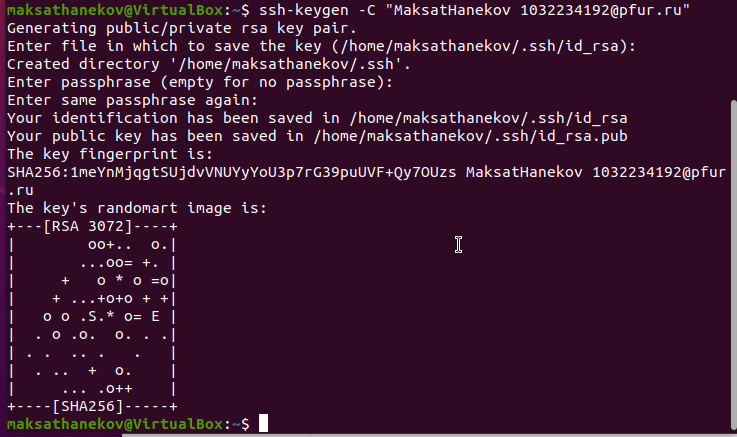 maksathanekov@VirtualBox:~$ ssh-keygen -C "MaksatHanekov 1032234192@pfur.ru"
Generating public/private rsa key pair.
Enter file in which to save the key (/home/maksathanekov/.ssh/id_rsa):
Created directory '/home/maksathanekov/.ssh'.
Enter passphrase (empty for no passphrase):
Enter same passphrase again:
Your identification has been saved in /home/maksathanekov/.ssh/id_rsa
Your public key has been saved in /home/maksathanekov/.ssh/id_rsa.pub
The key fingerprint is:
SHA256:1meYnMjqgtSUjdvVNUYyYoU3p7rG39puUVF+Qy7OUzs MaksatHanekov 1032234192@pfur
.ru
The key's randomart image is:
+---[RSA 3072]----+
|        oo+..  o.|
|       ...oo= +. |
|     +   o * o =o|
|    + ...+o+o + +|
|   o o .S.* o= E |
|  . o .o.  o. . .|
| . .  .. .   .   |
|  . ..  +  o.    |
|     ... .o++    |
+----[SHA256]-----+
maksathanekov@VirtualBox:~$